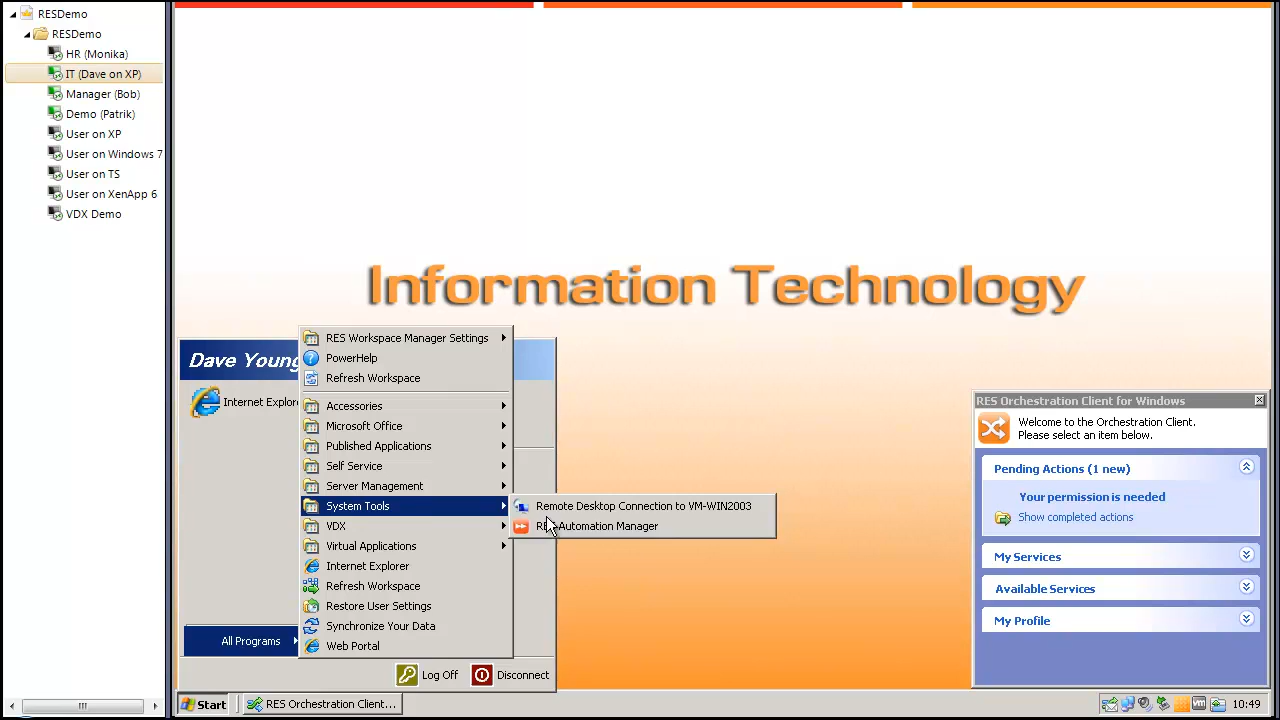 RESDemo
RESDemo
HR (Monika)
IT (Dave on XP)
Manager (Bob)
Demo (Patrik)
User on XP
User on Windows 7
User on TS
User on XenApp 6
VDX Demo
Information Technology
Dave Young
Internet Explor
RES Workspace Manager Settings
PowerHelp
Refresh Workspace
Accessories
Microsoft Office
Published Applications
Self Service
Server Management
System Tools
VDX
Virtual Applications
Internet Explorer
Refresh Workspace
Restore User Settings
Synchronize Your Data
Web Portal
Remote Desktop Connection to VM-WIN2003
RES Automation Manager
All Programs
Log Off
Disconnect
RES Orchestration Client for Windows
Welcome to the Orchestration Client.
Please select an item below.
Pending Actions (1 new)
Your permission is needed
Show completed actions
My Services
Available Services
My Profile
Start
RES Orchestration Client...
vm
10:49